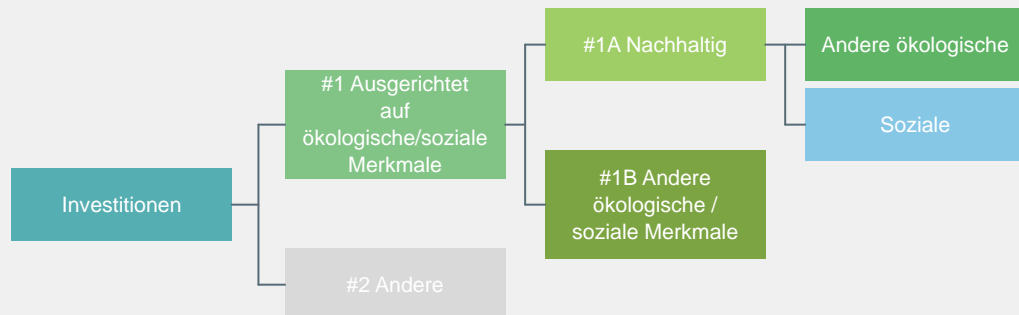 Investitionen
#1 Ausgerichtet
auf
ökologische/soziale
Merkmale
#2 Andere
#1A Nachhaltig
#1B Andere
ökologische /
soziale Merkmale
Andere ökologische
Soziale